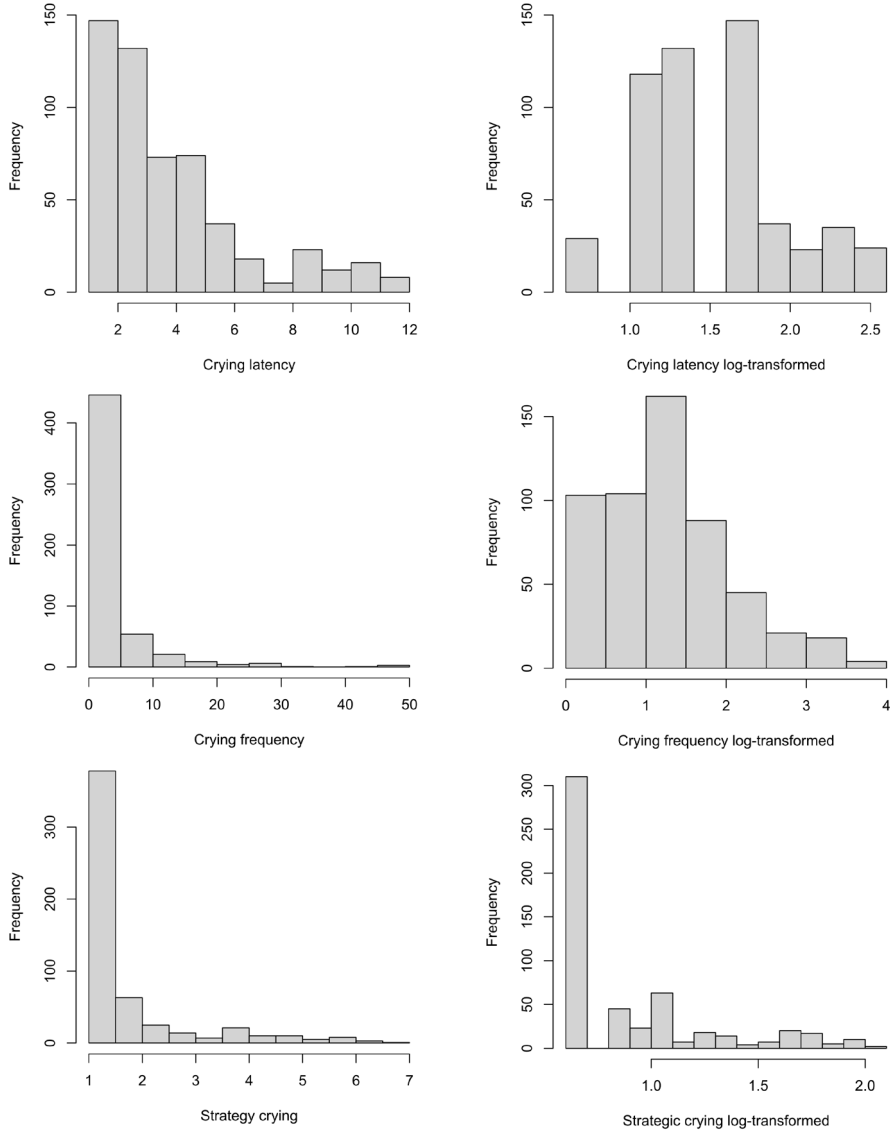 Frequency
0 50 100 150
2 4 6 8 10 12
Crying latency
Frequency
0 50 100 150
1.0 1.5 2.0 2.5
Crying latency log-transformed
Frequency
0 100 200 300 400
0 10 20 30 40 50
Crying frequency
Frequency
0 50 100 150
0 1 2 3 4
Crying frequency log-transformed
Frequency
0 100 200 300
1 2 3 4 5 6 7
Strategy crying
Frequency
0 50 100 150 200 250 300
1.0 1.5 2.0
Strategic crying log-transformed